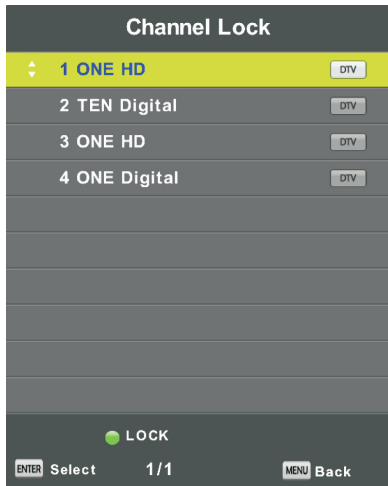 Channel Lock
1 ONE HD DTV
2 TEN Digital DTV
3 ONE HD DTV
4 ONE Digital DTV
LOCK
ENTER Select 1/1 MENU Back